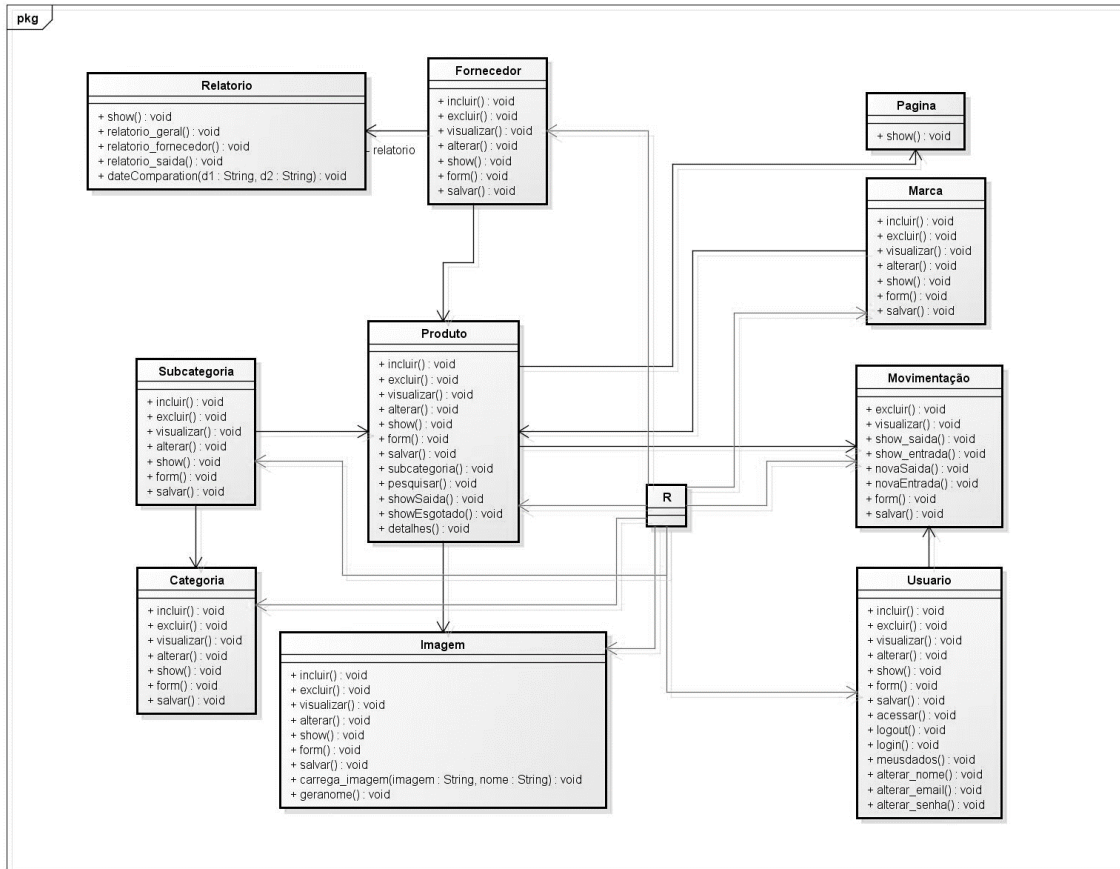 pkg
Relatorio
+ show() : void
+ relatorio_geral() : void
+ relatorio_fornecedor() : void
+ relatorio_saida() : void
+ dateComparation(d1 : String, d2 : String) : void
Fornecedor
+ incluir() : void
+ excluir() : void
+ visualizar() : void
+ alterar() : void
+ show() : void
+ form() : void
+ salvar() : void
- relatorio
Pagina
+ show() : void
Marca
+ incluir() : void
+ excluir() : void
+ visualizar() : void
+ alterar() : void
+ show() : void
+ form() : void
+ salvar() : void
Produto
+ incluir() : void
+ excluir() : void
+ visualizar() : void
+ alterar() : void
+ show() : void
+ form() : void
+ salvar() : void
+ subcategoria() : void
+ pesquisar() : void
+ showSaida() : void
+ showEsgotado() : void
+ detalhes() : void
Subcategoria
+ incluir() : void
+ excluir() : void
+ visualizar() : void
+ alterar() : void
+ show() : void
+ form() : void
+ salvar() : void
Movimentação
+ excluir() : void
+ visualizar() : void
+ show_saida() : void
+ show_entrada() : void
+ novaSaida() : void
+ novaEntrada() : void
+ form() : void
+ salvar() : void
R
Categoria
+ incluir() : void
+ excluir() : void
+ visualizar() : void
+ alterar() : void
+ show() : void
+ form() : void
+ salvar() : void
Imagem
+ incluir() : void
+ excluir() : void
+ visualizar() : void
+ alterar() : void
+ show() : void
+ form() : void
+ salvar() : void
+ carrega_imagem(imagem : String, nome : String) : void
+ geranome() : void
Usuario
+ incluir() : void
+ excluir() : void
+ visualizar() : void
+ alterar() : void
+ show() : void
+ form() : void
+ salvar() : void
+ acessar() : void
+ logout() : void
+ login() : void
+ meusdados() : void
+ alterar_nome() : void
+ alterar_email() : void
+ alterar_senha() : void